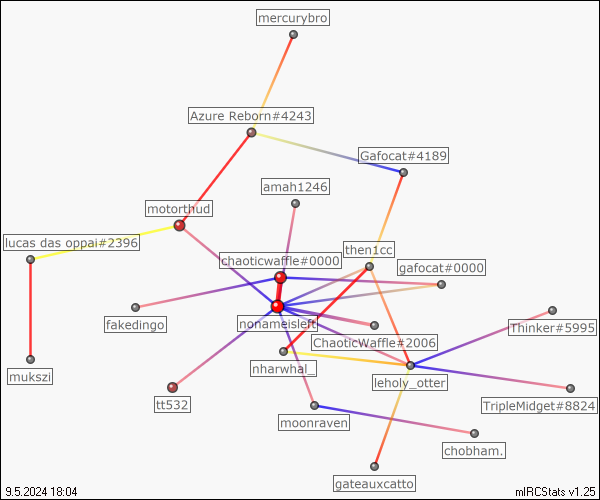 mercurybro
Azure Reborn#4243
Gafocat#4189
amah1246
motorthud
lucas das oppai#2396
then1cc
chaoticwaffle#0000
gafocat#0000
fakedingo
nonameisleft
Thinker#5995
ChaoticWaffle#2006
nharwhal_
mukszi
leholy_otter
tt532
TripleMidget#8824
moonraven
chobham.
gateauxcatto
9.5.2024 18:04
mIRCStats v1.25